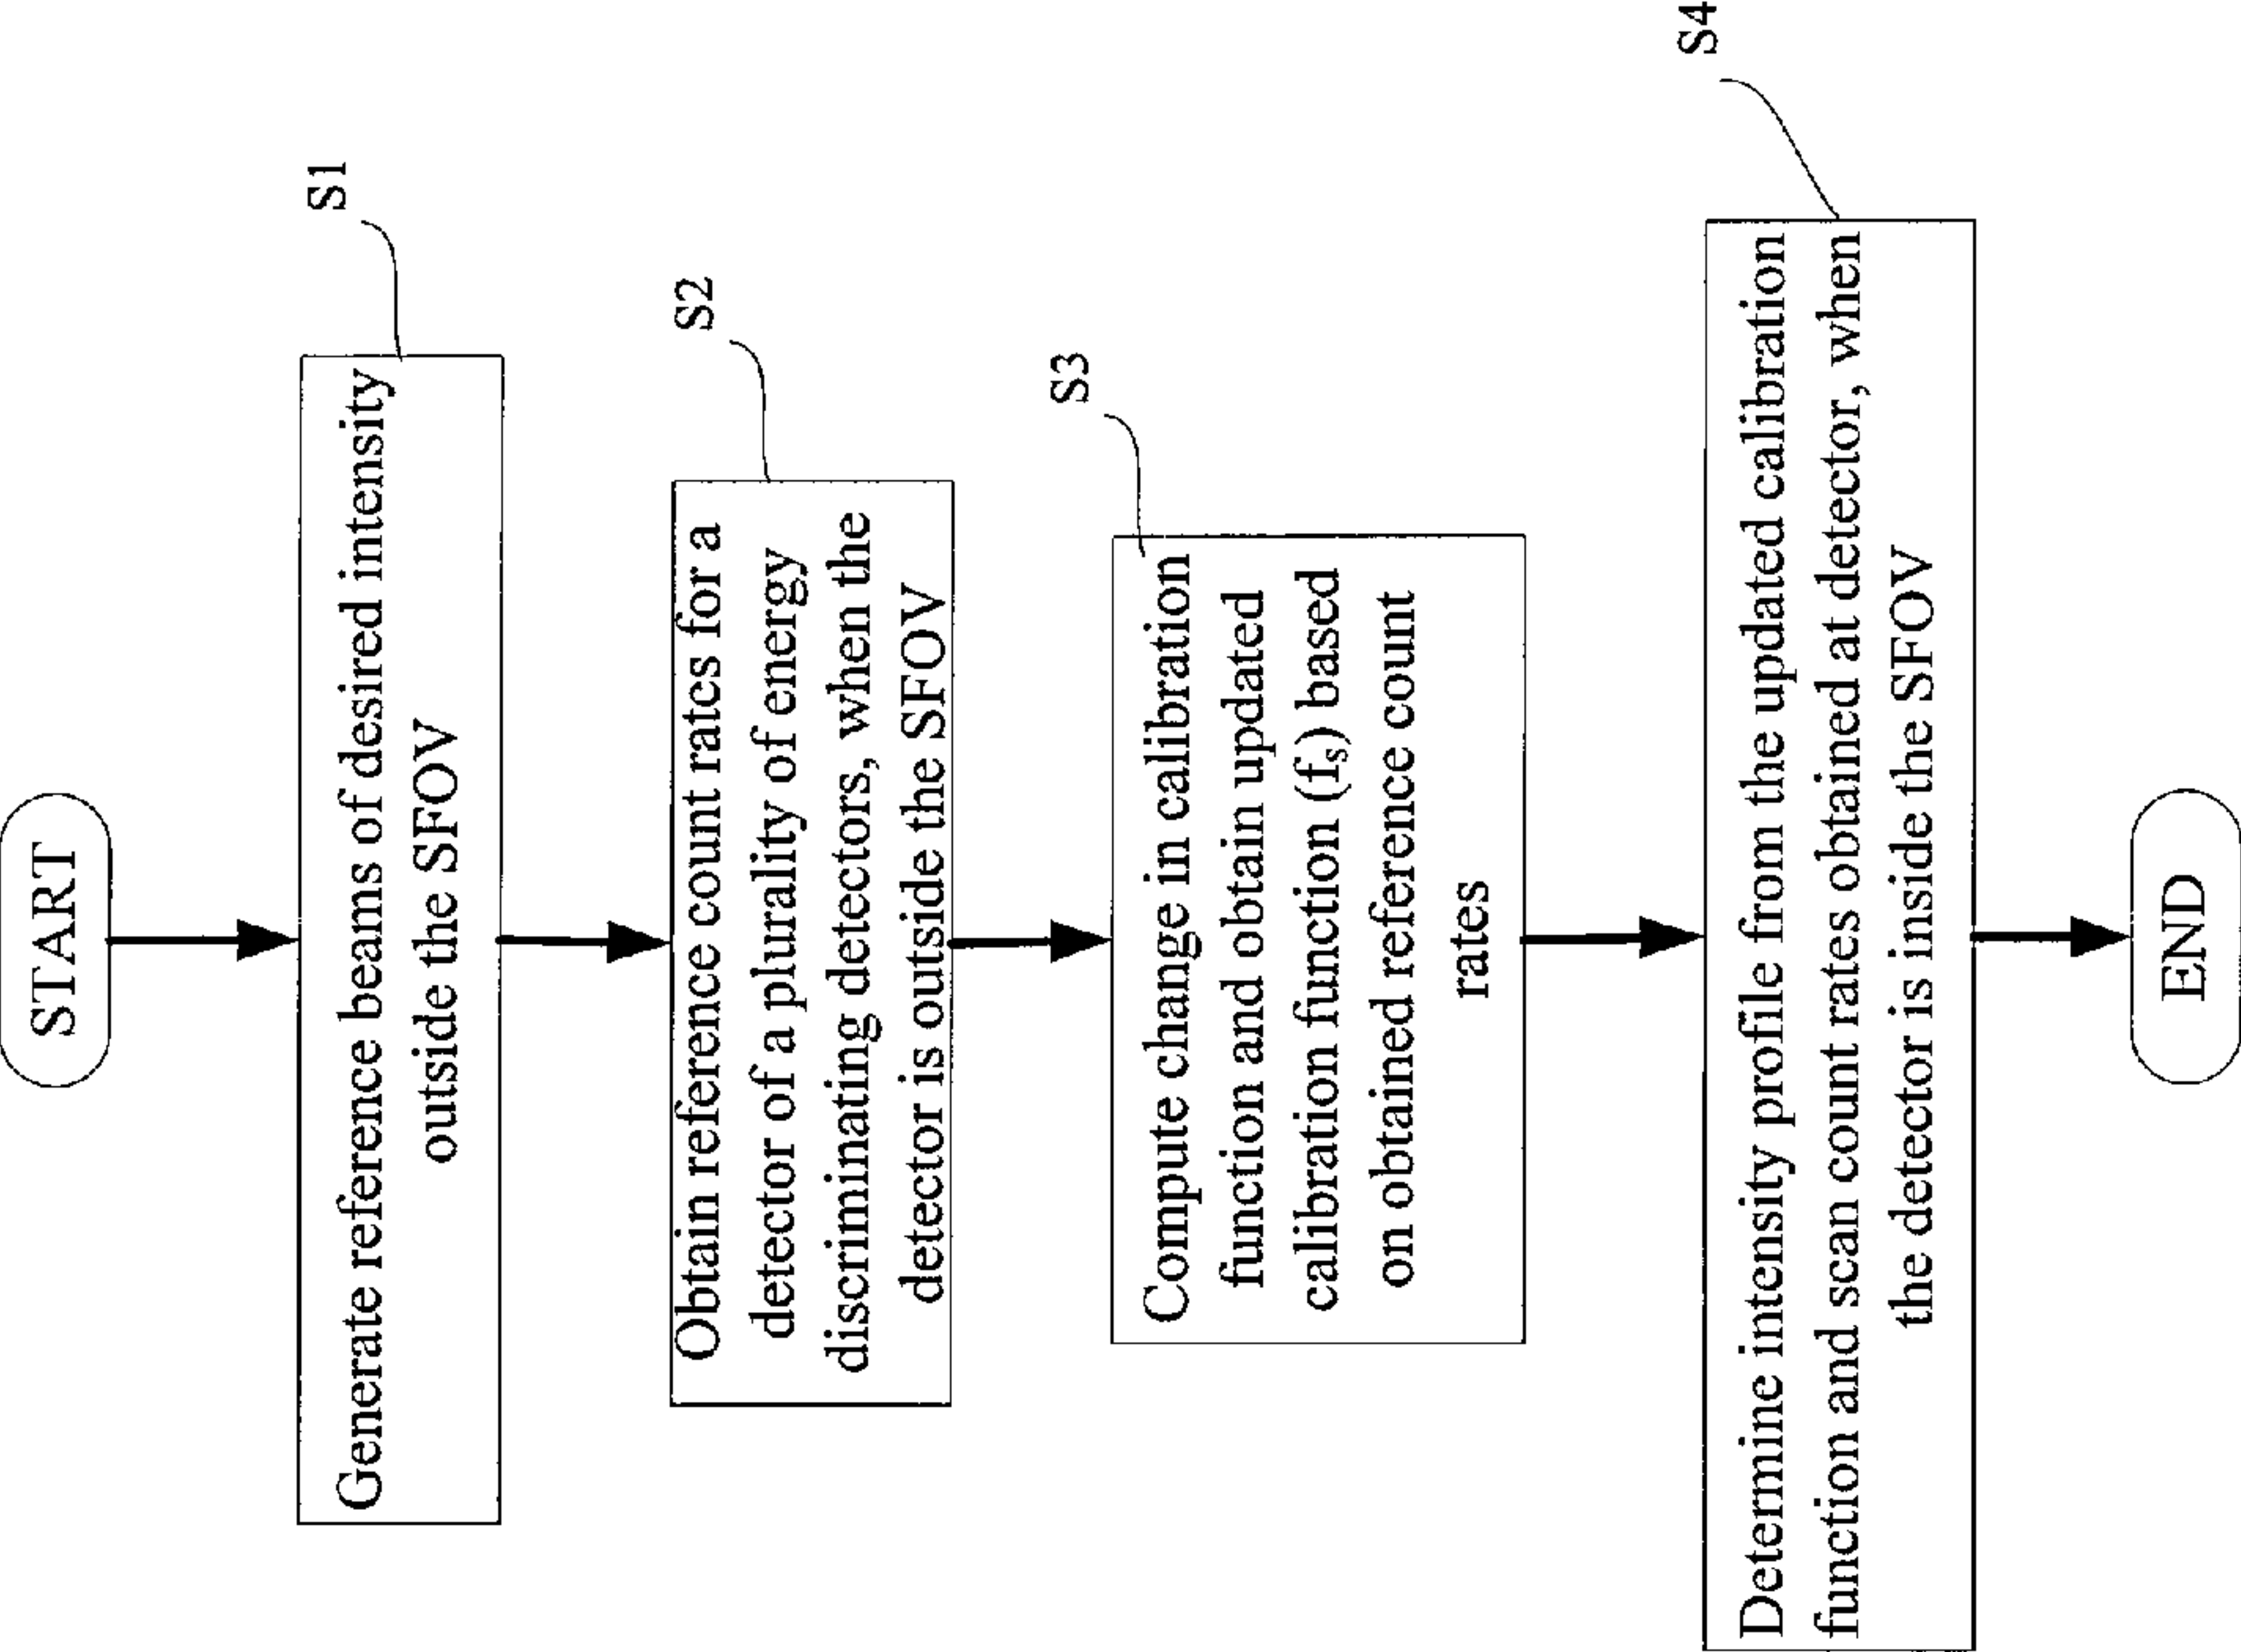 START
S1
Generate reference beams of desired intensity
outside the SFOV
S2
Obtain reference count rates for a
detector of a plurality of energy
discriminating detectors, when the
detector is outside the SFOV
S3
Compute change in calibration
function and obtain updated
calibration function (fs) based
on obtained reference count
rates
S4
Determine intensity profile from the updated calibration
function and scan count rates obtained at detector, when
the detector is inside the SFOV
END